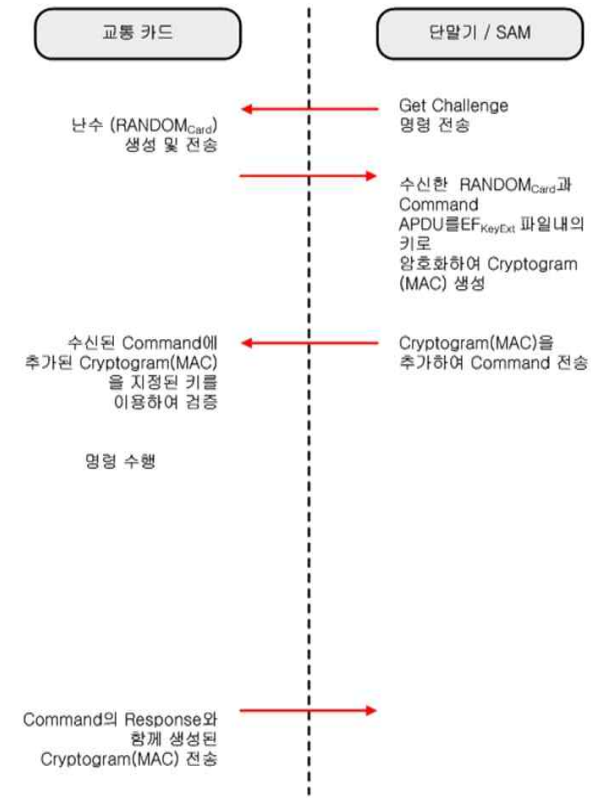 교통 카드
단말기 / SAM
Get Challenge
명령 전송
난수 (RANDOMCard)
생성 및 전송
수신한 RANDOMCard과
Command
APDU를EFKeyExt 파일내의
키로
암호화하여 Cryptogram
(MAC) 생성
수신된 Command에
추가된 Cryptogram(MAC)
을 지정된 키를
이용하여 검증
Cryptogram(MAC)을
추가하여 Command 전송
명령 수행
Command의 Response와
함께 생성된
Cryptogram(MAC) 전송